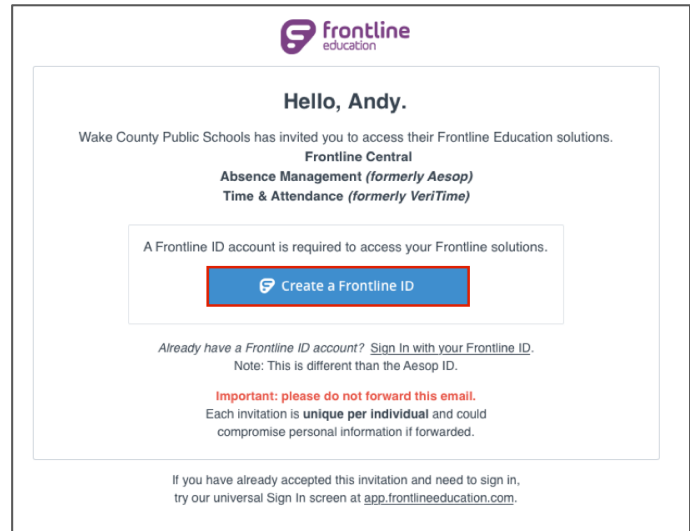 frontline
education
Hello, Andy.
Wake County Public Schools has invited you to access their Frontline Education solutions.
Frontline Central
Absence Management (formerly Aesop)
Time & Attendance (formerly VeriTime)
A Frontline ID account is required to access your Frontline solutions.
Create a Frontline ID
Already have a Frontline ID account? Sign In with your Frontline ID.
Note: This is different than the Aesop ID.
Important: please do not forward this email.
Each invitation is unique per individual and could
compromise personal information if forwarded.
If you have already accepted this invitation and need to sign in,
try our universal Sign In screen at app.frontlineeducation.com.